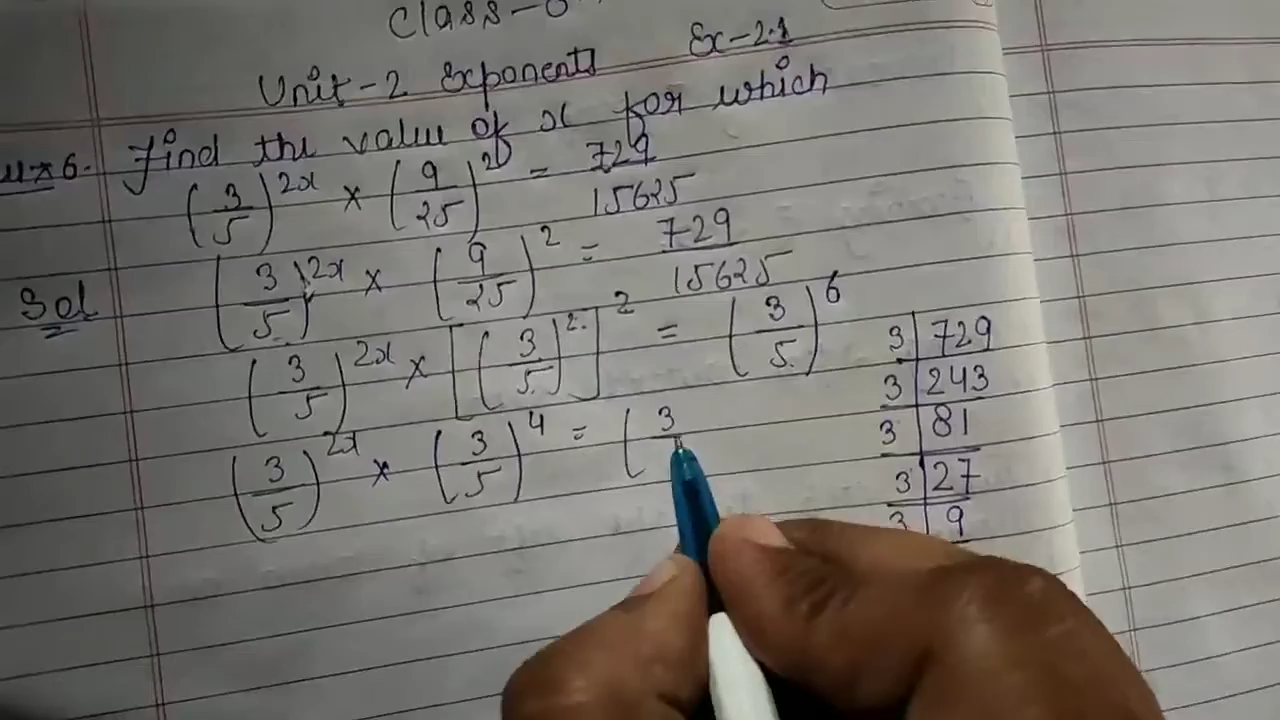 Class-
Unit-2 Exponents Ex-2.1
6. Find the value of x for which
(3/5)^2x × (9/25)^2 = 729/15625
Sol (3/5)^2x × (9/25)^2 = 729/15625
(3/5)^2x × [(3/5)^2]^2 = (3/5)^6
(3/5)^2x × (3/5)^4 = (3
3 | 729
3 | 243
3 | 81
3 | 27
3 | 9